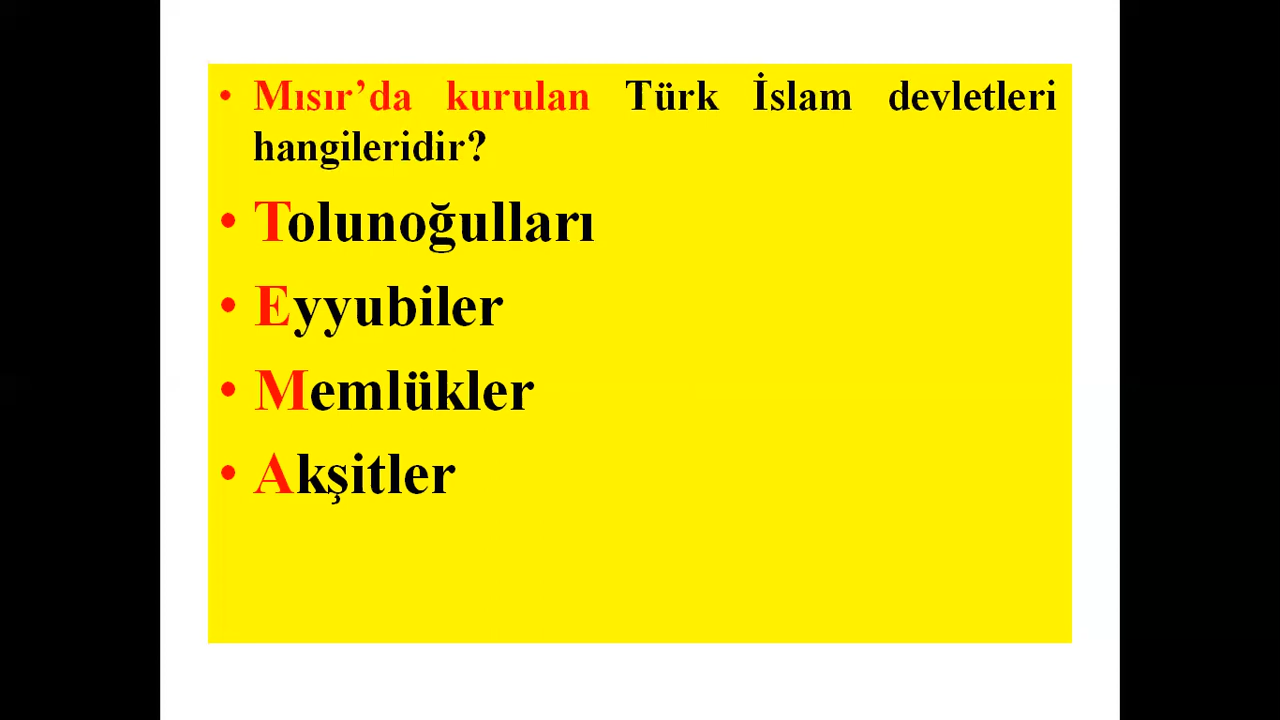 • Mısır’da kurulan Türk İslam devletleri
hangileridir?
• Tolunoğulları
• Eyyubiler
• Memlükler
• Akşitler